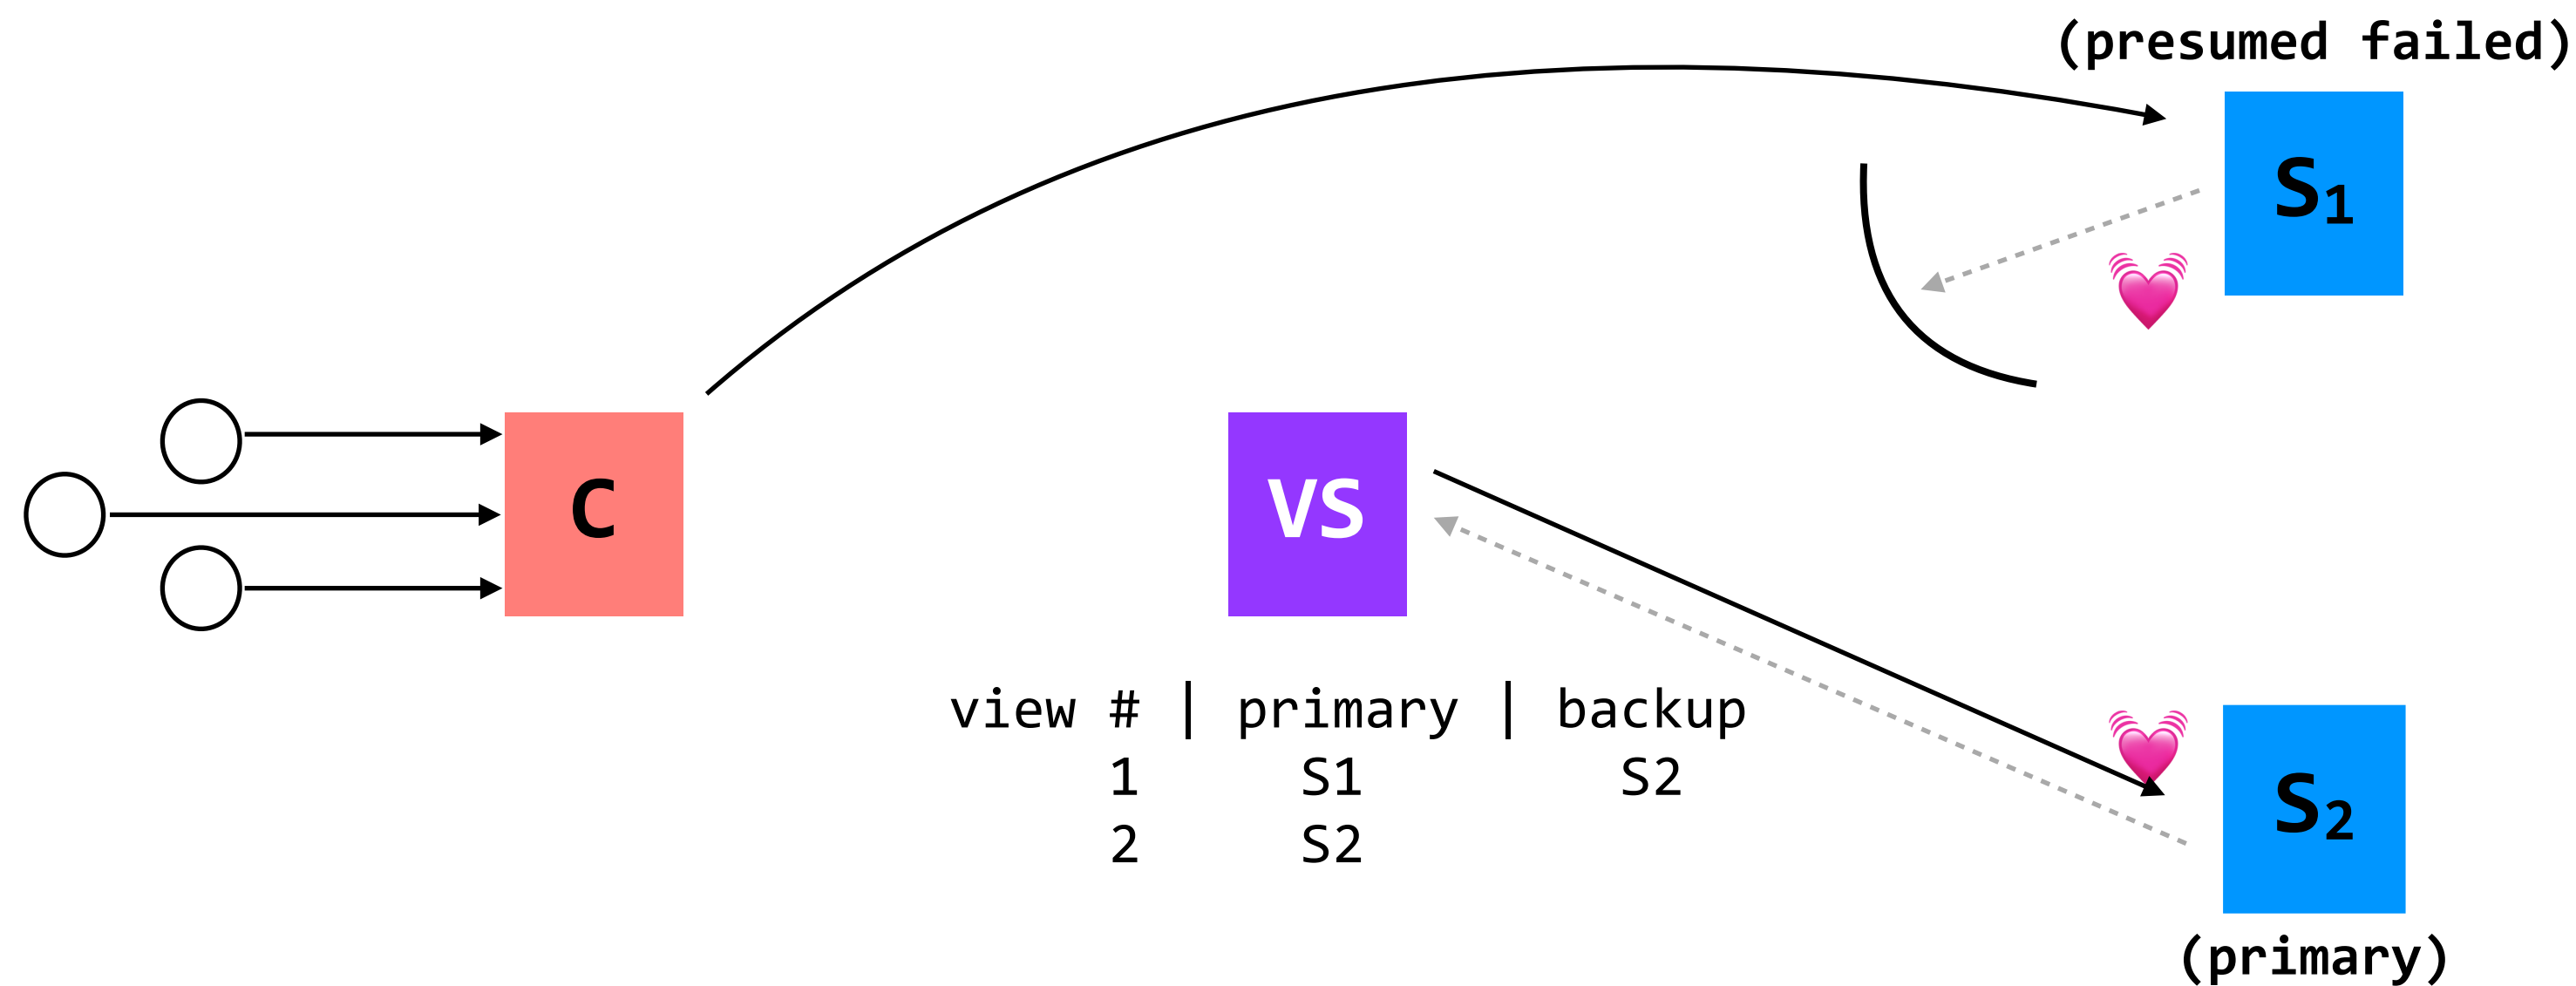 (presumed failed)
S1
C
VS
view # | primary | backup
1 S1 S2
2 S2
S2
(primary)